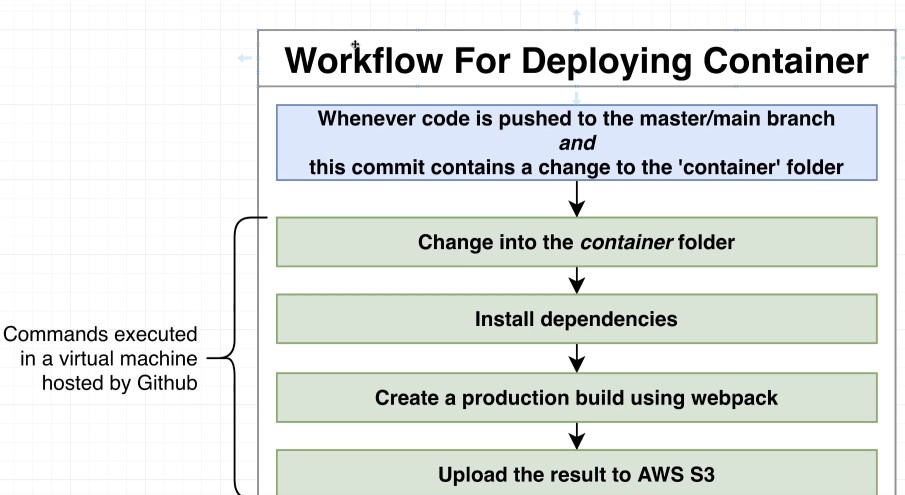 Workflow For Deploying Container
Whenever code is pushed to the master/main branch
and
this commit contains a change to the 'container' folder
Change into the container folder
Install dependencies
Commands executed
in a virtual machine
hosted by Github
Create a production build using webpack
Upload the result to AWS S3